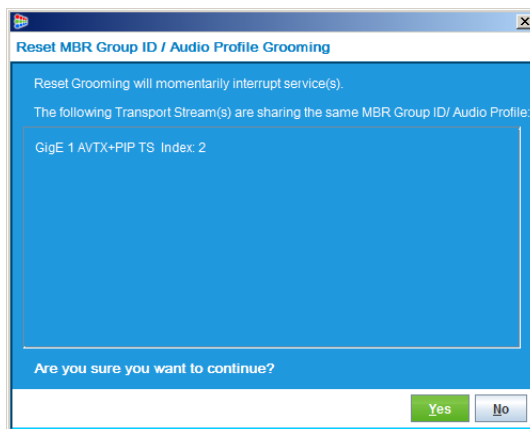 Reset MBR Group ID / Audio Profile Grooming
Reset Grooming will momentarily interrupt service(s).
The following Transport Stream(s) are sharing the same MBR Group ID/ Audio Profile:
GigE 1 AVTX+PIP TS Index: 2
Are you sure you want to continue?
Yes No